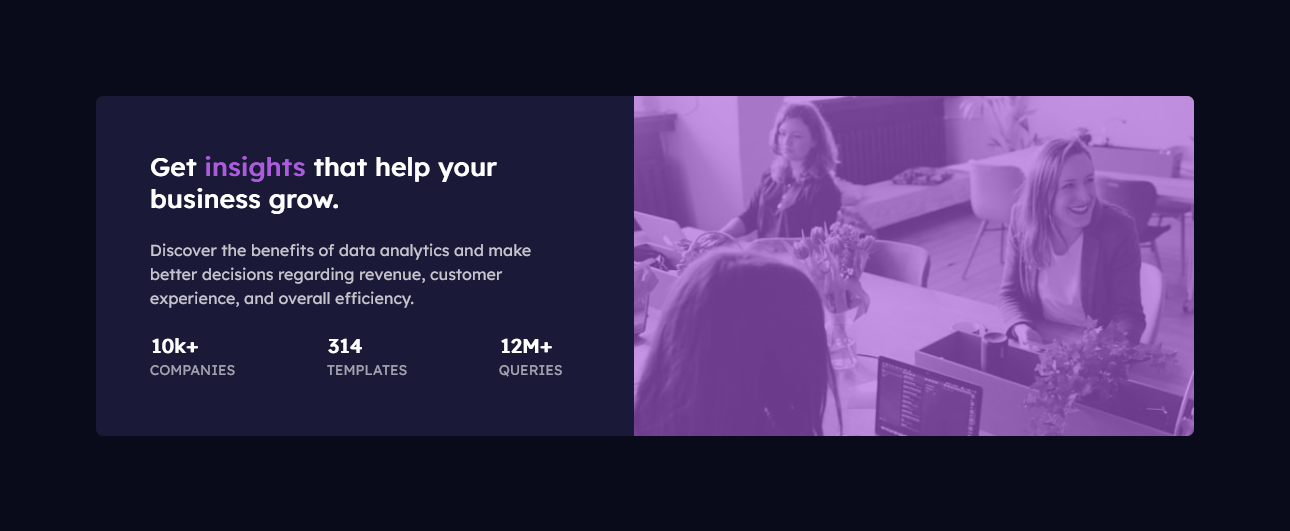 Get insights that help your
business grow.
Discover the benefits of data analytics and make
better decisions regarding revenue, customer
experience, and overall efficiency.
10k+ 314 12M+
COMPANIES TEMPLATES QUERIES